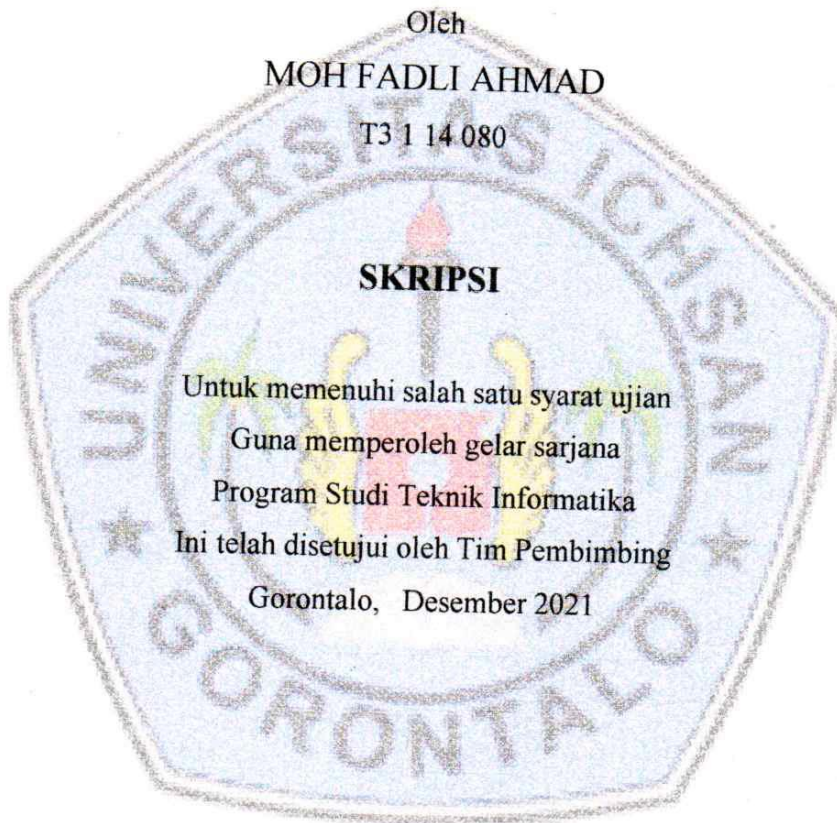 Oleh
MOH FADLI AHMAD
T3 1 14 080
UNIVERSITAS ICHSAN
SKRIPSI
Untuk memenuhi salah satu syarat ujian
Guna memperoleh gelar sarjana
Program Studi Teknik Informatika
Ini telah disetujui oleh Tim Pembimbing
Gorontalo, Desember 2021
GORONTALO